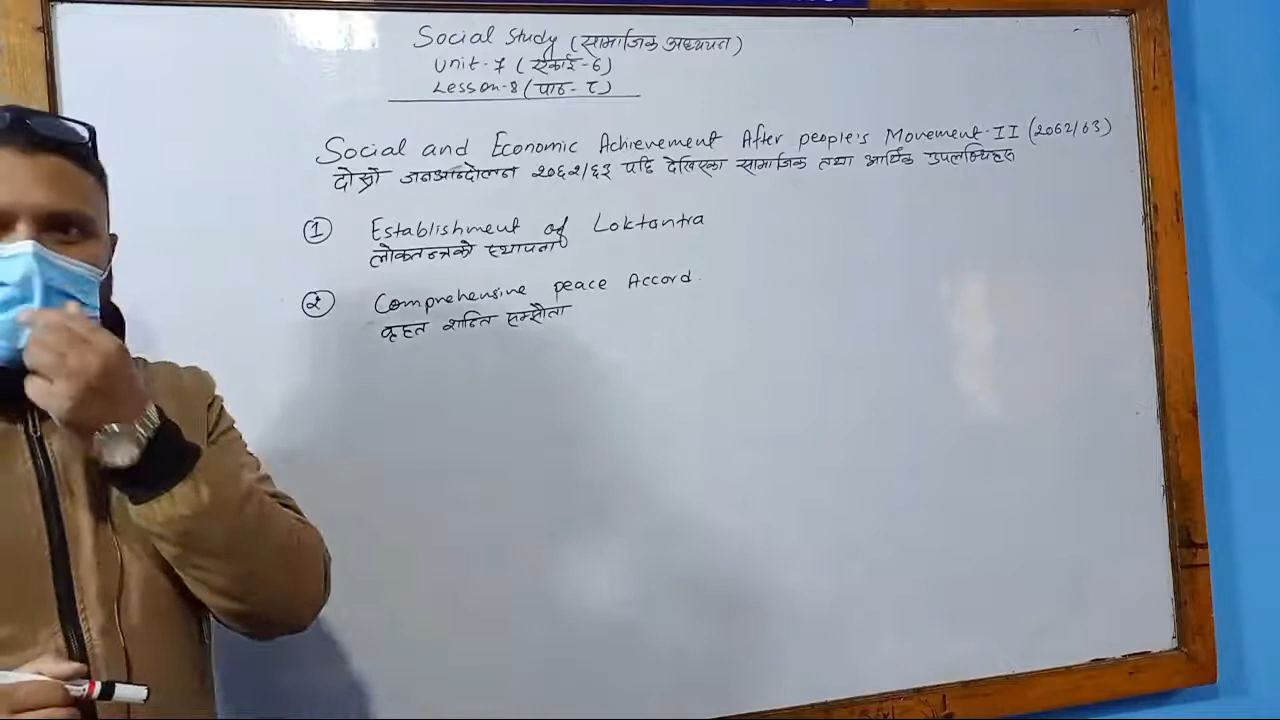 Social Study (सामाजिक अध्ययन)
Unit-7 (एकाई-७)
Lesson-8 (पाठ-८)
Social and Economic Achievement After people's Movement-II (2062/63)
दोस्रो जनआन्दोलन २०६२/६३ पछि देखिएका सामाजिक तथा आर्थिक उपलब्धिहरु
① Establishment of Loktantra
लोकतन्त्रको स्थापना
② Comprehensive peace Accord.
वृहत शान्ति सम्झौता